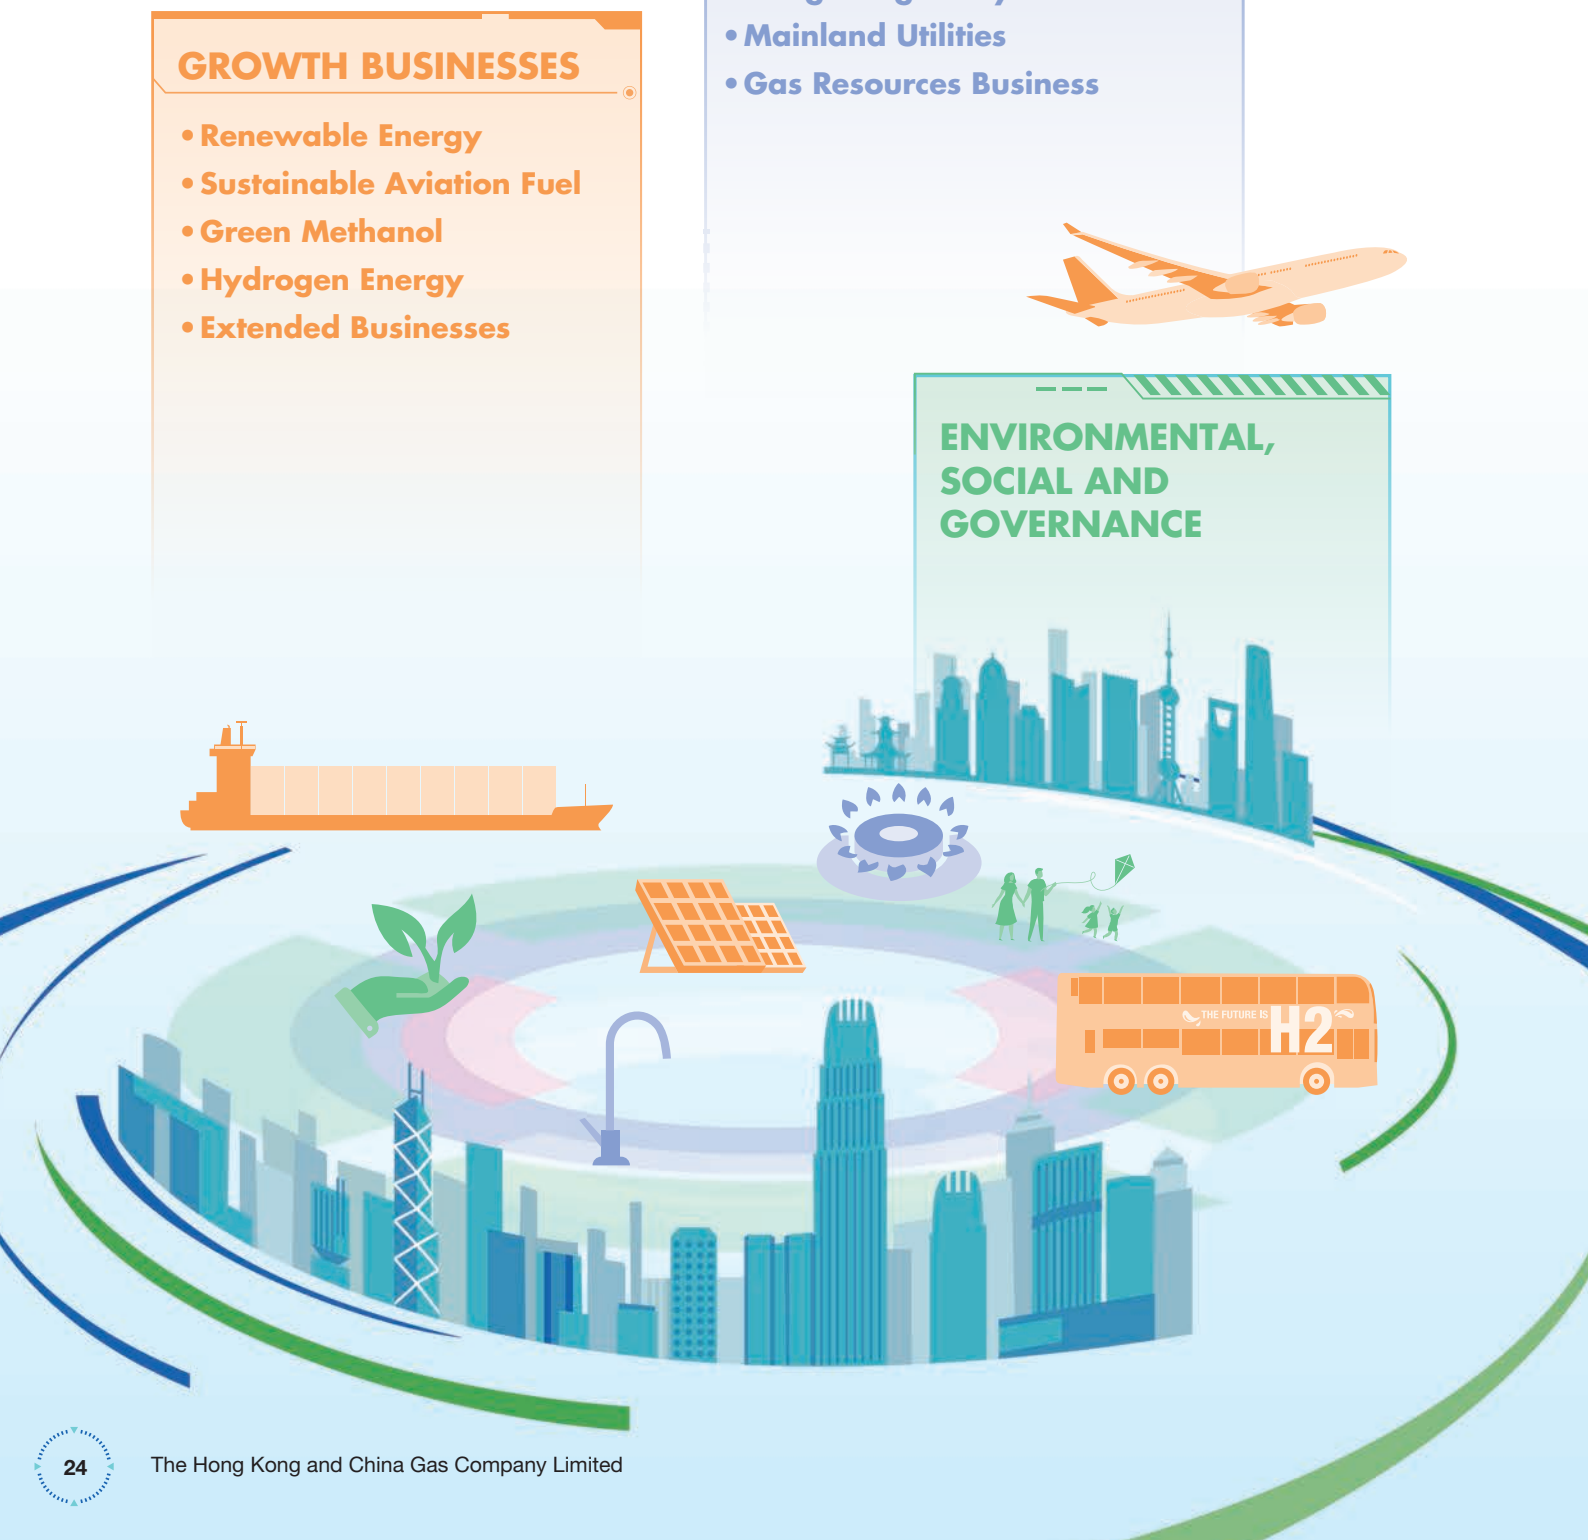 • Mainland Utilities
• Gas Resources Business
GROWTH BUSINESSES
• Renewable Energy
• Sustainable Aviation Fuel
• Green Methanol
• Hydrogen Energy
• Extended Businesses
ENVIRONMENTAL,
SOCIAL AND
GOVERNANCE
THE FUTURE IS H2
24 The Hong Kong and China Gas Company Limited